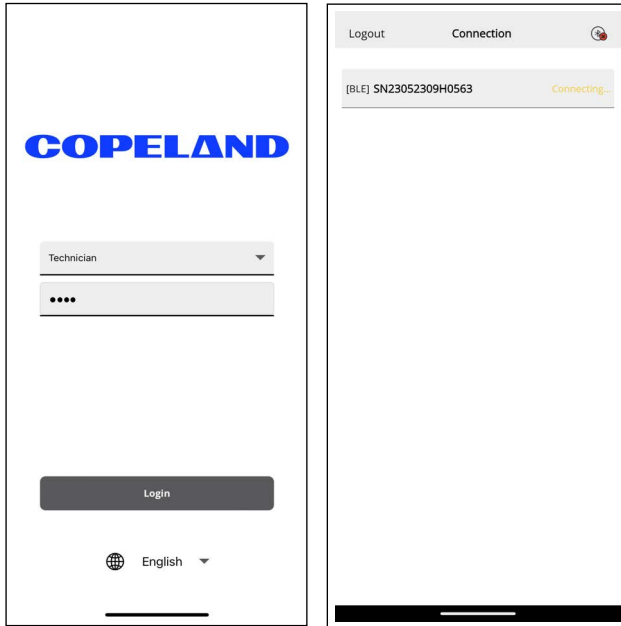 COPELAND
Technician
••••
Login
English
Logout Connection
[BLE] SN23052309H0563 Connecting...